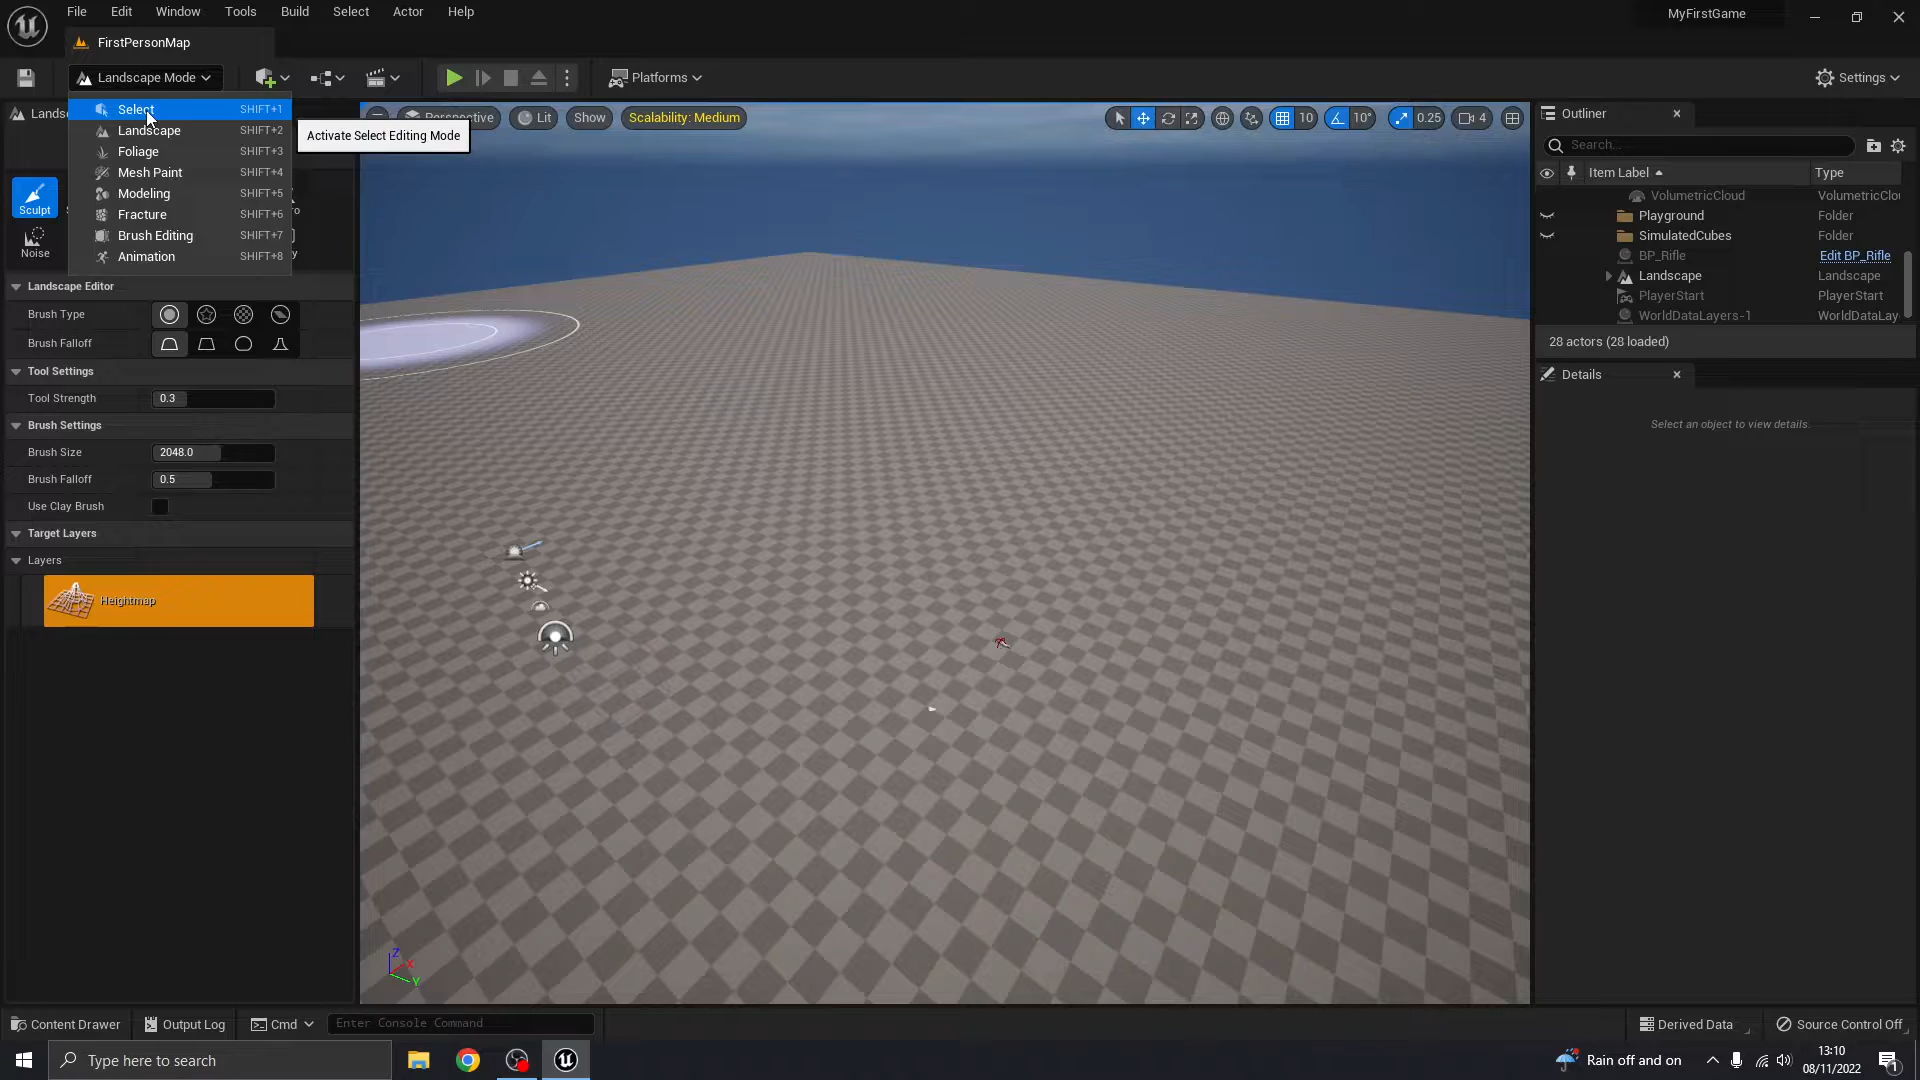 File Edit Window Tools Build Select Actor Help
MyFirstGame
FirstPersonMap
Landscape Mode
Platforms
Settings
Select SHIFT+1
Landscape SHIFT+2
Foliage SHIFT+3
Mesh Paint SHIFT+4
Modeling SHIFT+5
Fracture SHIFT+6
Brush Editing SHIFT+7
Animation SHIFT+8
Activate Select Editing Mode
Sculpt
Noise
Landscape Editor
Brush Type
Brush Falloff
Tool Settings
Tool Strength 0.3
Brush Settings
Brush Size 2048.0
Brush Falloff 0.5
Use Clay Brush
Target Layers
Layers
Heightmap
Perspective Lit Show Scalability: Medium
10 10° 0.25 4
Z X Y
Outliner
Search...
Item Label Type
VolumetricCloud VolumetricClou
Playground Folder
SimulatedCubes Folder
BP_Rifle Edit BP_Rifle
Landscape Landscape
PlayerStart PlayerStart
WorldDataLayers-1 WorldDataLay
28 actors (28 loaded)
Details
Select an object to view details.
Content Drawer Output Log Cmd Enter Console Command
Derived Data Source Control Off
Type here to search
Rain off and on
13:10
08/11/2022
1